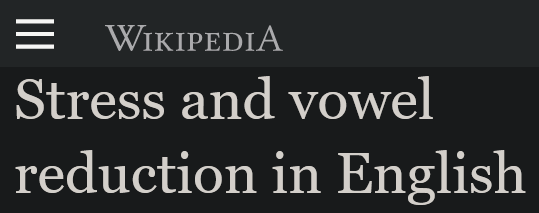 WIKIPEDIA
Stress and vowel
reduction in English